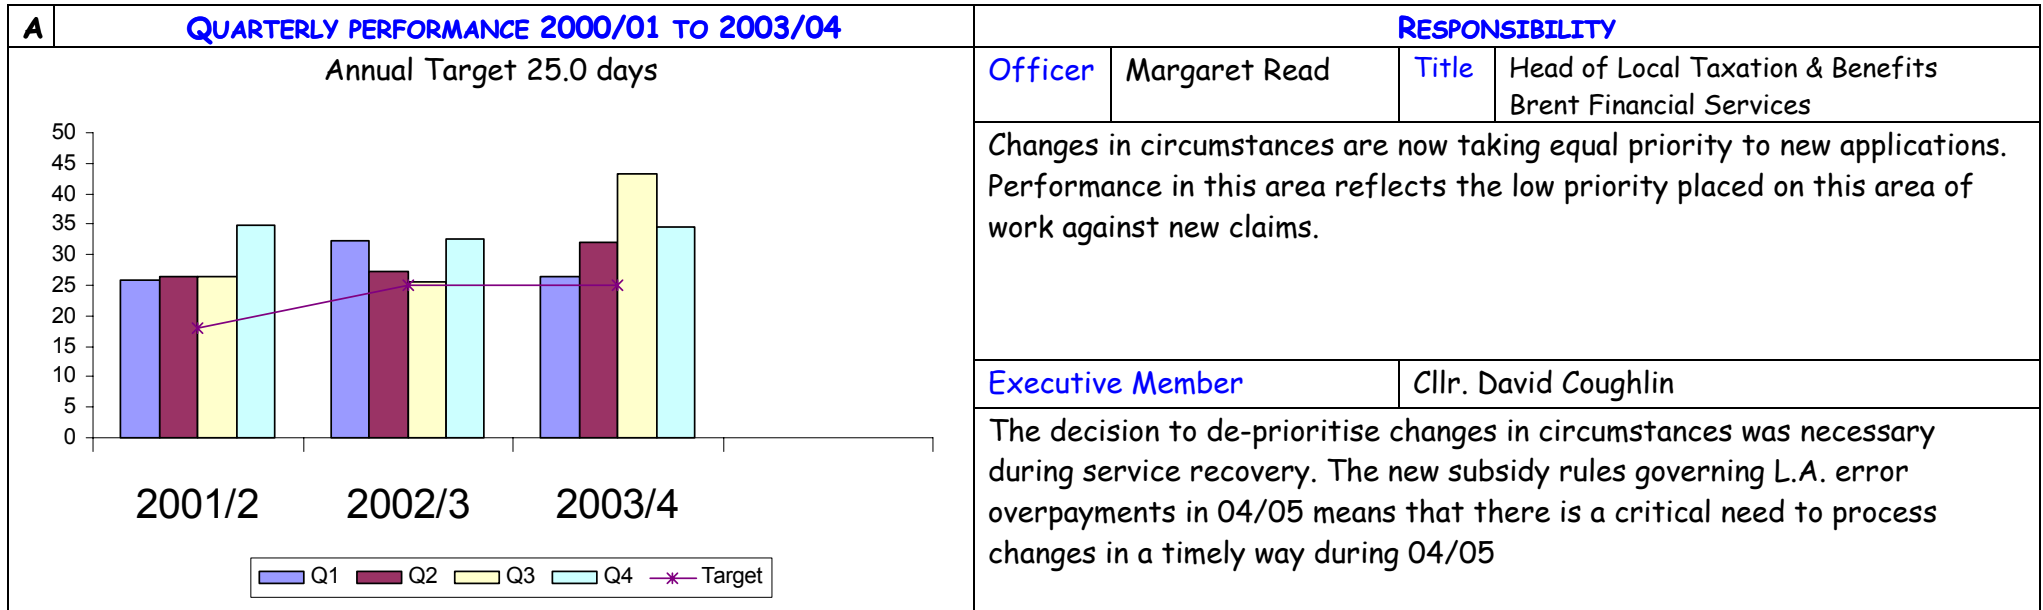 A QUARTERLY PERFORMANCE 2000/01 TO 2003/04
Annual Target 25.0 days
50
45
40
35
30
25
20
15
10
5
0
2001/2 2002/3 2003/4
Q1 Q2 Q3 Q4 Target
RESPONSIBILITY
Officer Margaret Read Title Head of Local Taxation & Benefits
Brent Financial Services
Changes in circumstances are now taking equal priority to new applications.
Performance in this area reflects the low priority placed on this area of
work against new claims.
Executive Member Cllr. David Coughlin
The decision to de-prioritise changes in circumstances was necessary
during service recovery. The new subsidy rules governing L.A. error
overpayments in 04/05 means that there is a critical need to process
changes in a timely way during 04/05